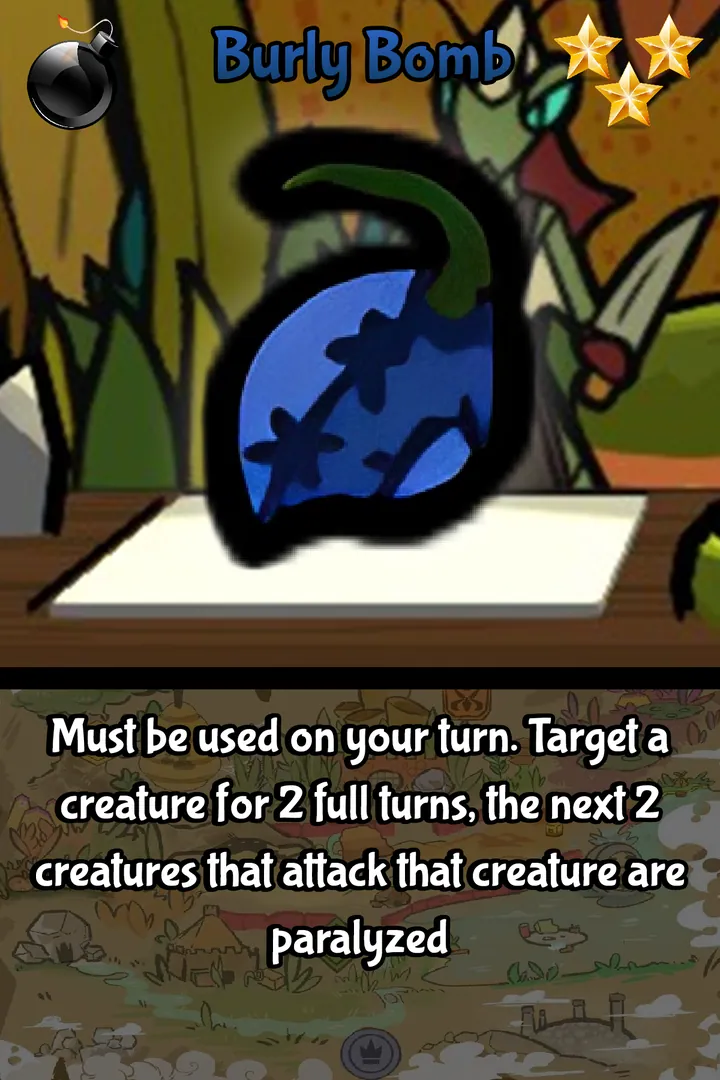 Burly Bomb
Must be used on your turn. Target a
creature for 2 full turns, the next 2
creatures that attack that creature are
paralyzed